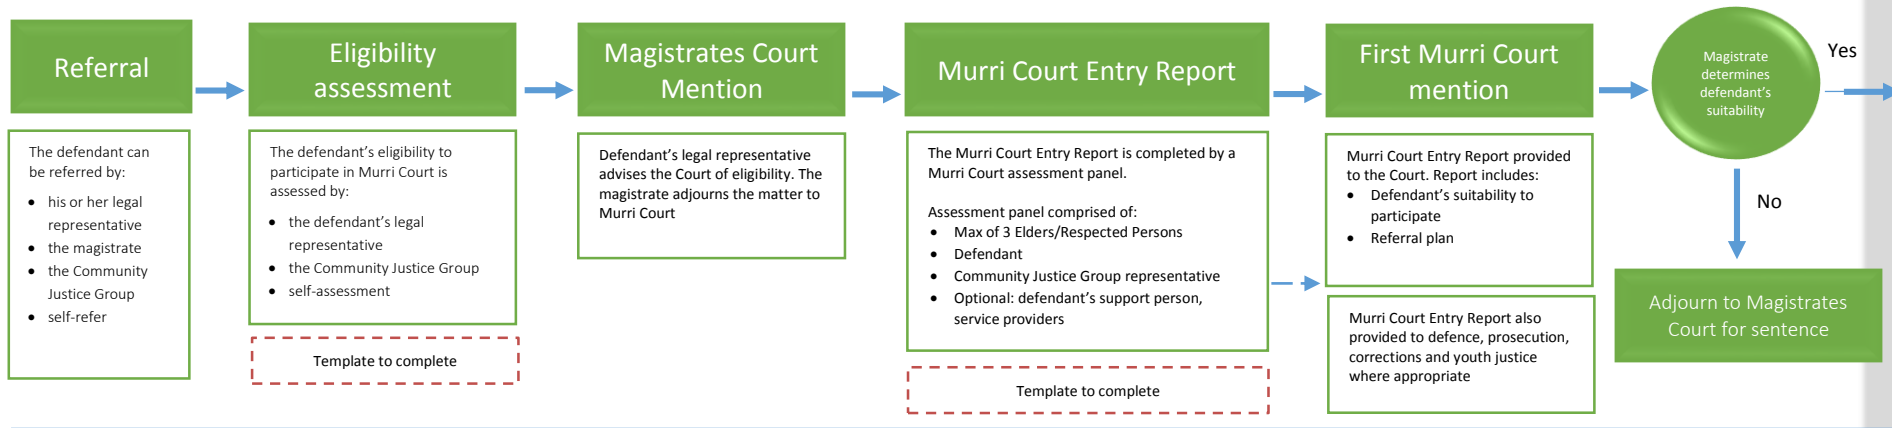 Referral
The defendant can
be referred by:
• his or her legal
representative
• the magistrate
• the Community
Justice Group
• self-refer
Eligibility
assessment
The defendant’s eligibility to
participate in Murri Court is
assessed by:
• the defendant’s legal
representative
• the Community Justice Group
• self-assessment
Template to complete
Magistrates Court
Mention
Defendant’s legal representative
advises the Court of eligibility. The
magistrate adjourns the matter to
Murri Court
Murri Court Entry Report
The Murri Court Entry Report is completed by a
Murri Court assessment panel.
Assessment panel comprised of:
• Max of 3 Elders/Respected Persons
• Defendant
• Community Justice Group representative
• Optional: defendant’s support person,
service providers
Template to complete
First Murri Court
mention
Murri Court Entry Report provided
to the Court. Report includes:
• Defendant’s suitability to
participate
• Referral plan
Murri Court Entry Report also
provided to defence, prosecution,
corrections and youth justice
where appropriate
Magistrate
determines
defendant’s
suitability
Yes
No
Adjourn to Magistrates
Court for sentence